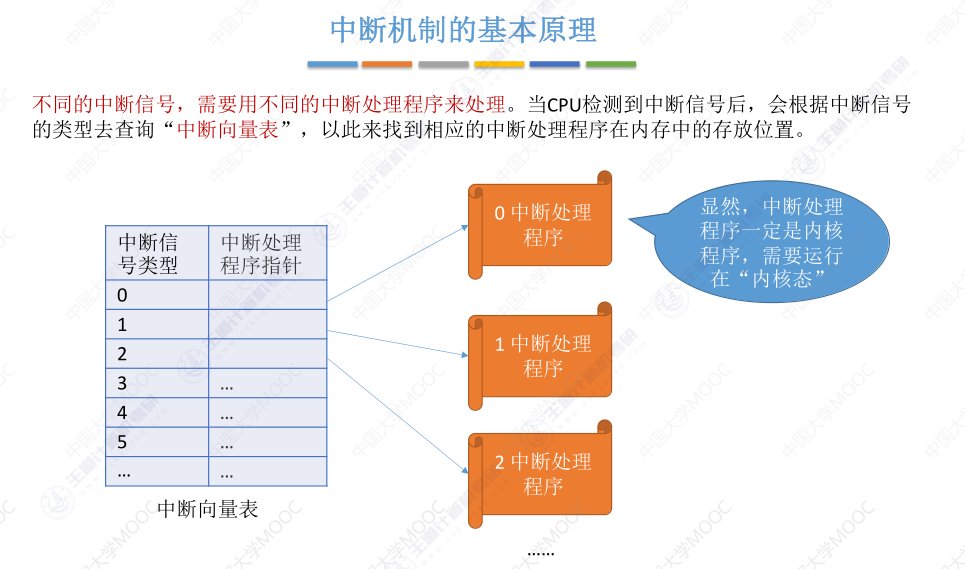 中断机制的基本原理
不同的中断信号，需要用不同的中断处理程序来处理。当CPU检测到中断信号后，会根据中断信号
的类型去查询“中断向量表”，以此来找到相应的中断处理程序在内存中的存放位置。
中断信
号类型
中断处理
程序指针
0
1
2
3 …
4 …
5 …
… …
中断向量表
0 中断处理
程序
1 中断处理
程序
2 中断处理
程序
……
显然，中断处理
程序一定是内核
程序，需要运行
在“内核态”
中国大学MOOC
王道计算机考研